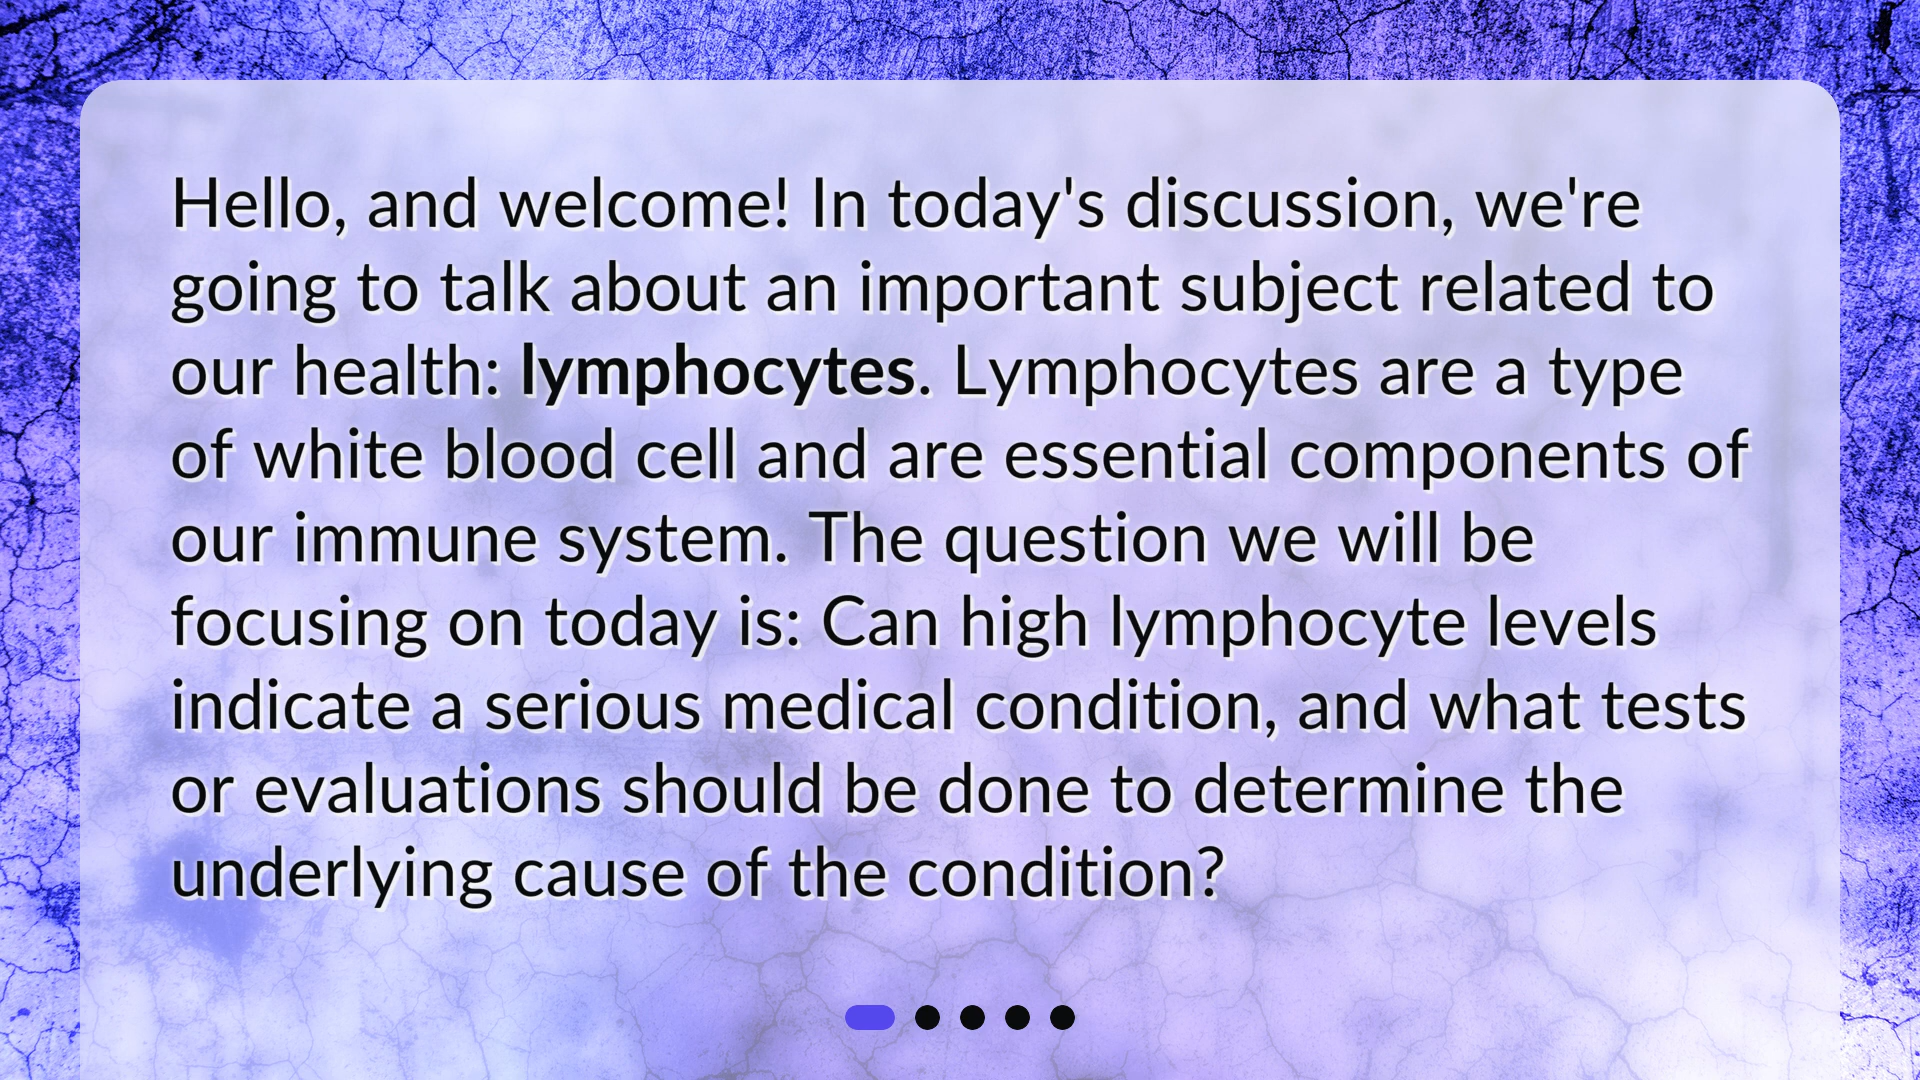 Hello, and welcome! In today's discussion, we're
going to talk about an important subject related to
our health: lymphocytes. Lymphocytes are a type
of white blood cell and are essential components of
our immune system. The question we will be
focusing on today is: Can high lymphocyte levels
indicate a serious medical condition, and what tests
or evaluations should be done to determine the
underlying cause of the condition?